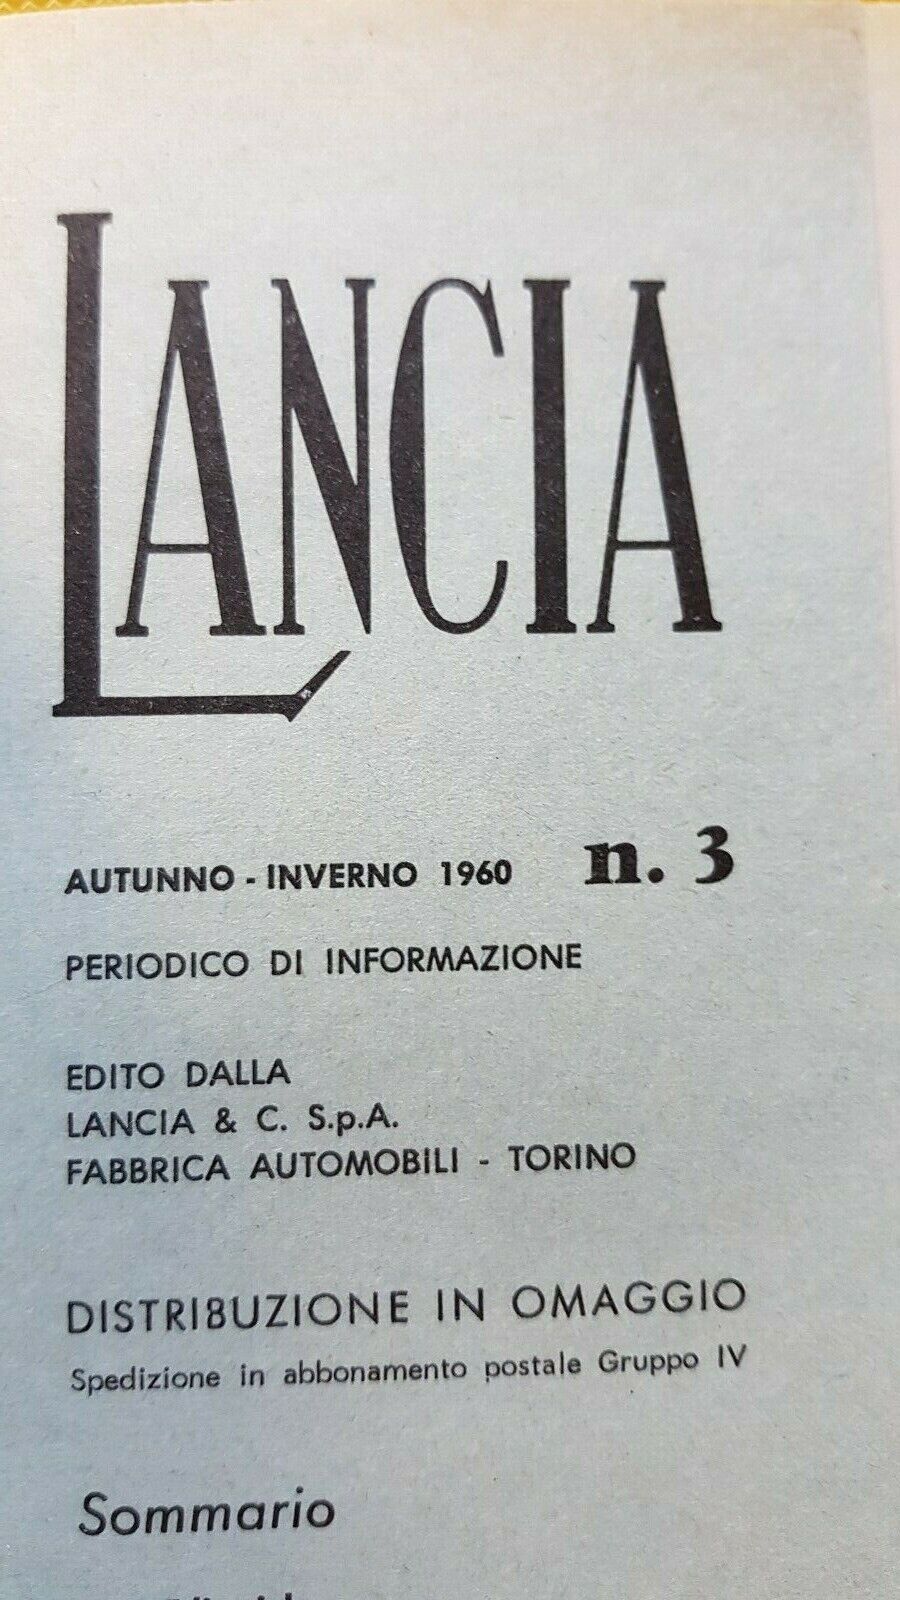 LANCIA
AUTUNNO - INVERNO 1960 n. 3
PERIODICO DI INFORMAZIONE
EDITO DALLA
LANCIA & C. S.p.A.
FABBRICA AUTOMOBILI - TORINO
DISTRIBUZIONE IN OMAGGIO
Spedizione in abbonamento postale Gruppo IV
Sommario